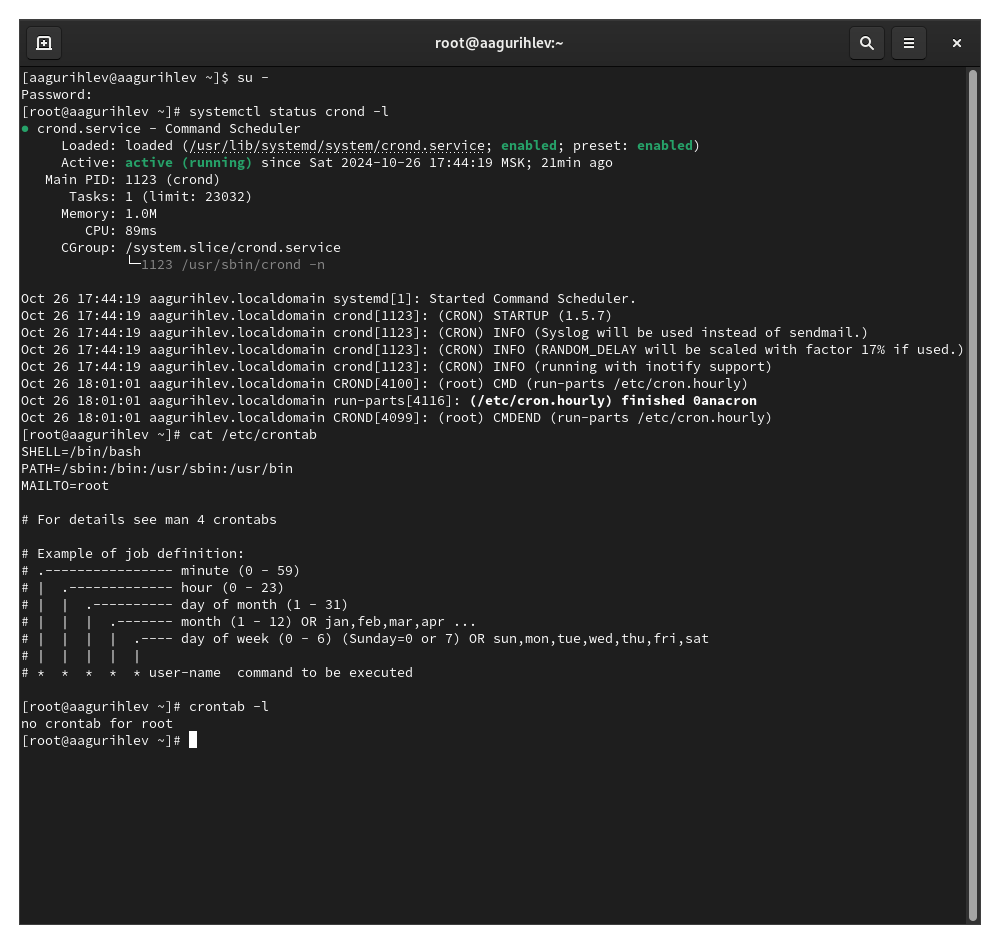 root@aagurihlev:~
[aagurihlev@aagurihlev ~]$ su -
Password:
[root@aagurihlev ~]# systemctl status crond -l
● crond.service - Command Scheduler
     Loaded: loaded (/usr/lib/systemd/system/crond.service; enabled; preset: enabled)
     Active: active (running) since Sat 2024-10-26 17:44:19 MSK; 21min ago
   Main PID: 1123 (crond)
      Tasks: 1 (limit: 23032)
     Memory: 1.0M
        CPU: 89ms
     CGroup: /system.slice/crond.service
             └─1123 /usr/sbin/crond -n

Oct 26 17:44:19 aagurihlev.localdomain systemd[1]: Started Command Scheduler.
Oct 26 17:44:19 aagurihlev.localdomain crond[1123]: (CRON) STARTUP (1.5.7)
Oct 26 17:44:19 aagurihlev.localdomain crond[1123]: (CRON) INFO (Syslog will be used instead of sendmail.)
Oct 26 17:44:19 aagurihlev.localdomain crond[1123]: (CRON) INFO (RANDOM_DELAY will be scaled with factor 17% if used.)
Oct 26 17:44:19 aagurihlev.localdomain crond[1123]: (CRON) INFO (running with inotify support)
Oct 26 18:01:01 aagurihlev.localdomain CROND[4100]: (root) CMD (run-parts /etc/cron.hourly)
Oct 26 18:01:01 aagurihlev.localdomain run-parts[4116]: (/etc/cron.hourly) finished 0anacron
Oct 26 18:01:01 aagurihlev.localdomain CROND[4099]: (root) CMDEND (run-parts /etc/cron.hourly)
[root@aagurihlev ~]# cat /etc/crontab
SHELL=/bin/bash
PATH=/sbin:/bin:/usr/sbin:/usr/bin
MAILTO=root

# For details see man 4 crontabs

# Example of job definition:
# .---------------- minute (0 - 59)
# |  .------------- hour (0 - 23)
# |  |  .---------- day of month (1 - 31)
# |  |  |  .------- month (1 - 12) OR jan,feb,mar,apr ...
# |  |  |  |  .---- day of week (0 - 6) (Sunday=0 or 7) OR sun,mon,tue,wed,thu,fri,sat
# |  |  |  |  |
# *  *  *  *  * user-name  command to be executed

[root@aagurihlev ~]# crontab -l
no crontab for root
[root@aagurihlev ~]#